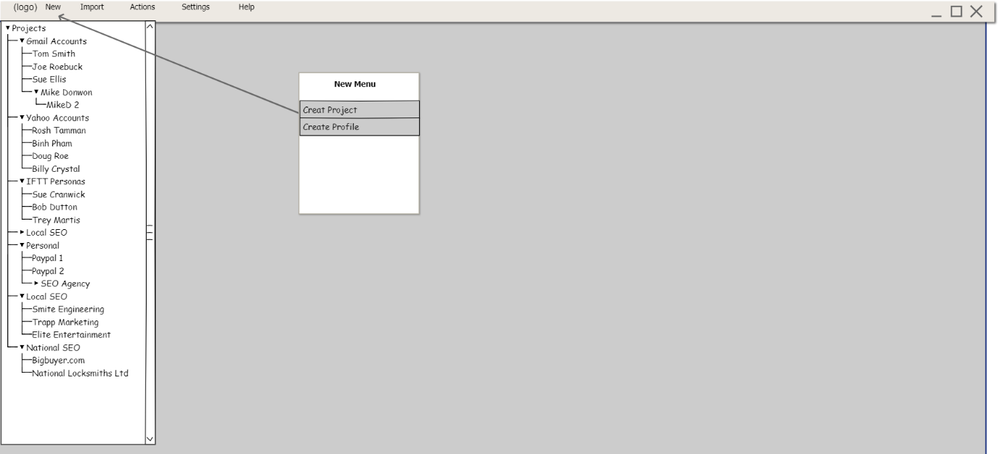 (logo) New Import Actions Settings Help
Projects
Gmail Accounts
Tom Smith
Joe Roebuck
Sue Ellis
Mike Donwon
MikeD 2
Yahoo Accounts
Rosh Tamman
Binh Pham
Doug Roe
Billy Crystal
IFTT Personas
Sue Cranwick
Bob Dutton
Trey Martis
Local SEO
Personal
Paypal 1
Paypal 2
SEO Agency
Local SEO
Smite Engineering
Trapp Marketing
Elite Entertainment
National SEO
Bigbuyer.com
National Locksmiths Ltd
New Menu
Creat Project
Create Profile